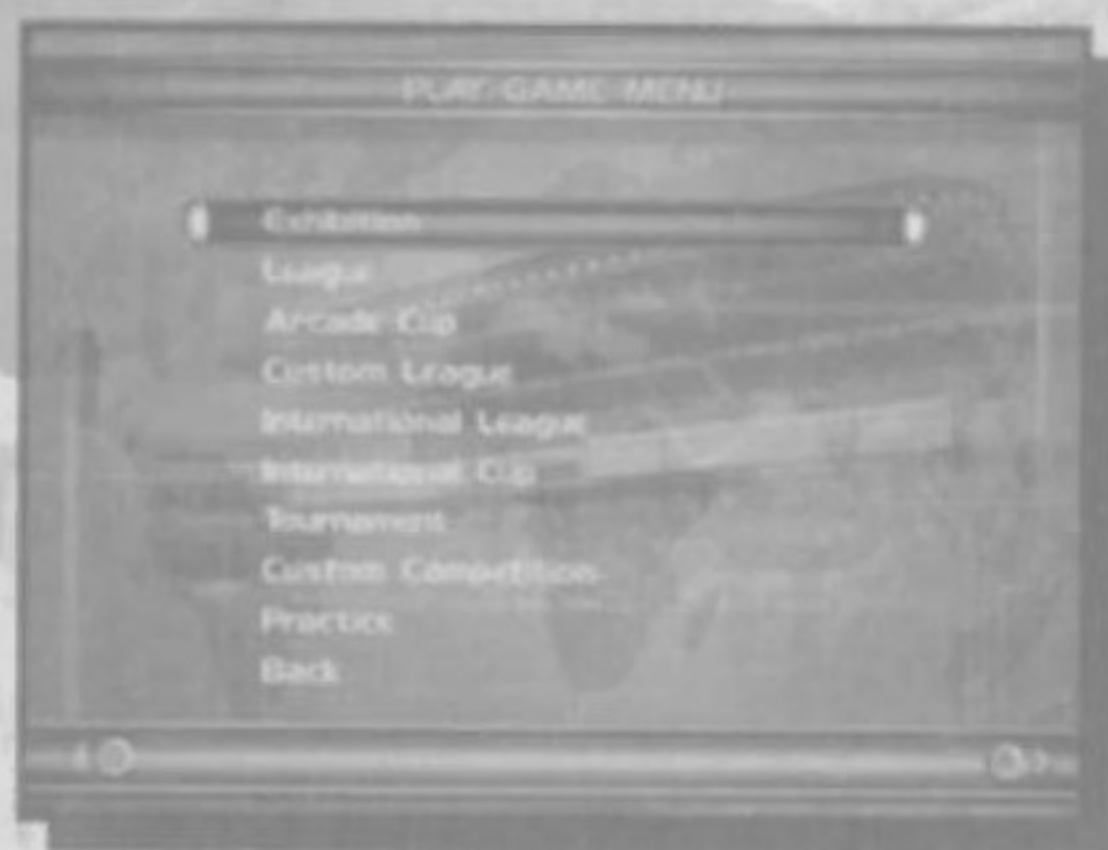 PLAY GAME MENU
Exhibition
League
Arcade Cup
Custom League
International League
International Cup
Tournament
Custom Competition
Practice
Back